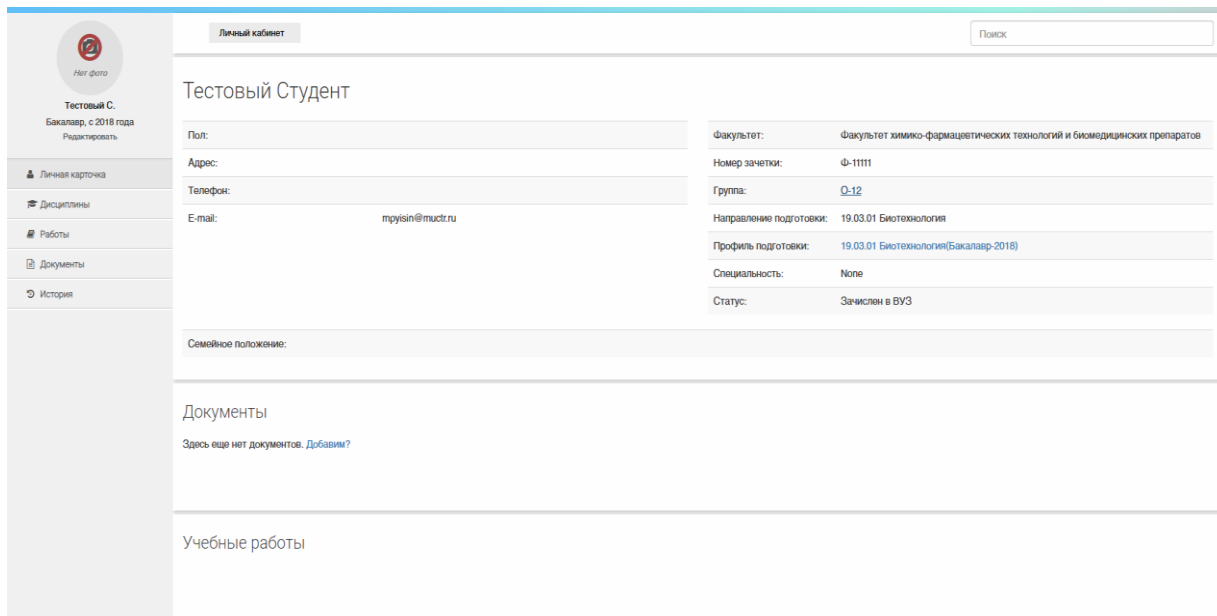 Личный кабинет
Поиск
Нет фото
Тестовый С.
Бакалавр, с 2018 года
Редактировать
Личная карточка
Дисциплины
Работы
Документы
История
Тестовый Студент
Пол:
Адрес:
Телефон:
E-mail: mpyisin@muctr.ru
Факультет: Факультет химико-фармацевтических технологий и биомедицинских препаратов
Номер зачетки: Ф-11111
Группа: О-12
Направление подготовки: 19.03.01 Биотехнология
Профиль подготовки: 19.03.01 Биотехнология(Бакалавр-2018)
Специальность: None
Статус: Зачислен в ВУЗ
Семейное положение:
Документы
Здесь еще нет документов. Добавим?
Учебные работы